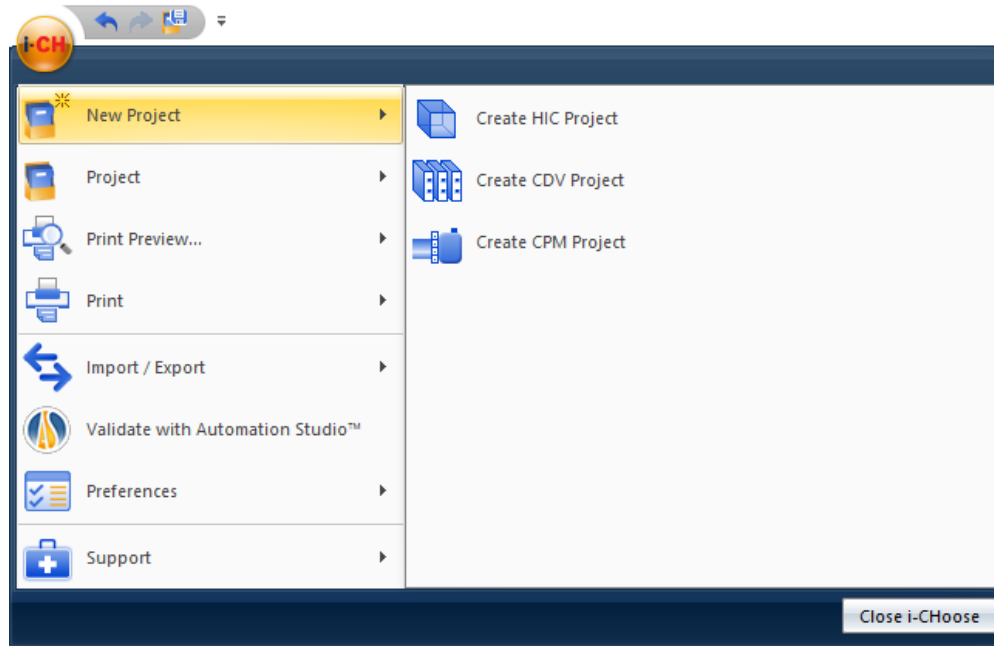 i-CH
New Project
Project
Print Preview...
Print
Import / Export
Validate with Automation Studio™
Preferences
Support
Create HIC Project
Create CDV Project
Create CPM Project
Close i-CHoose